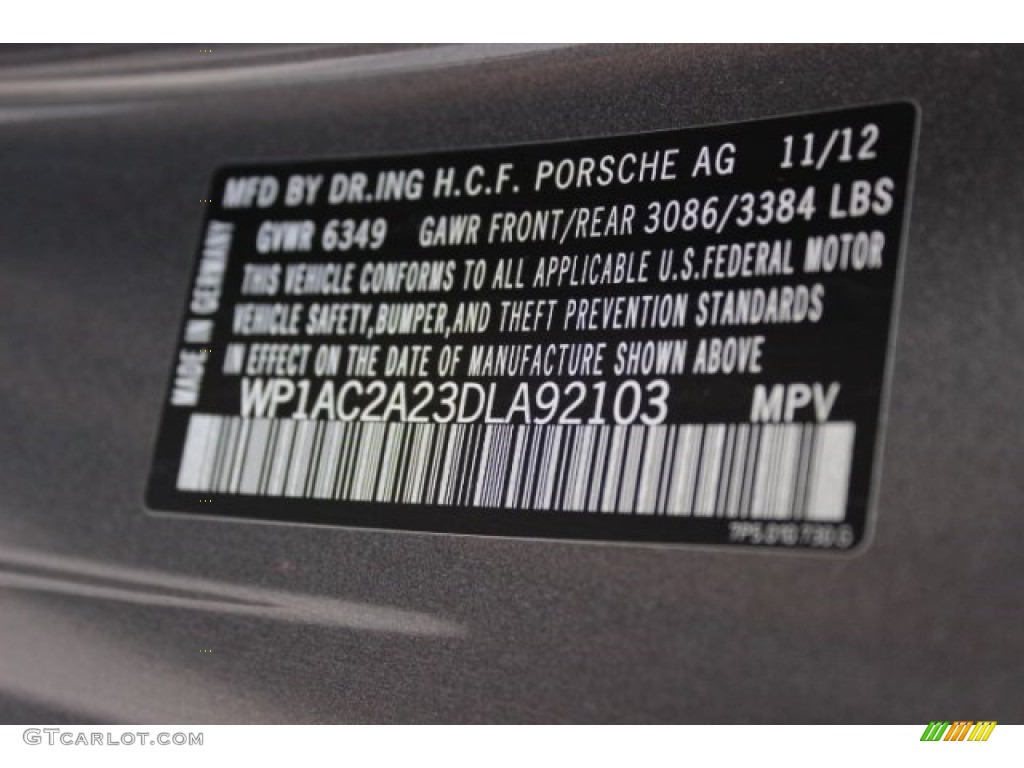 MFD BY DR.ING H.C.F. PORSCHE AG 11/12
GVWR 6349 GAWR FRONT/REAR 3086/3384 LBS
THIS VEHICLE CONFORMS TO ALL APPLICABLE U.S.FEDERAL MOTOR
VEHICLE SAFETY,BUMPER,AND THEFT PREVENTION STANDARDS
IN EFFECT ON THE DATE OF MANUFACTURE SHOWN ABOVE
MADE IN GERMANY
WP1AC2A23DLA92103 MPV
GTCarLot.com